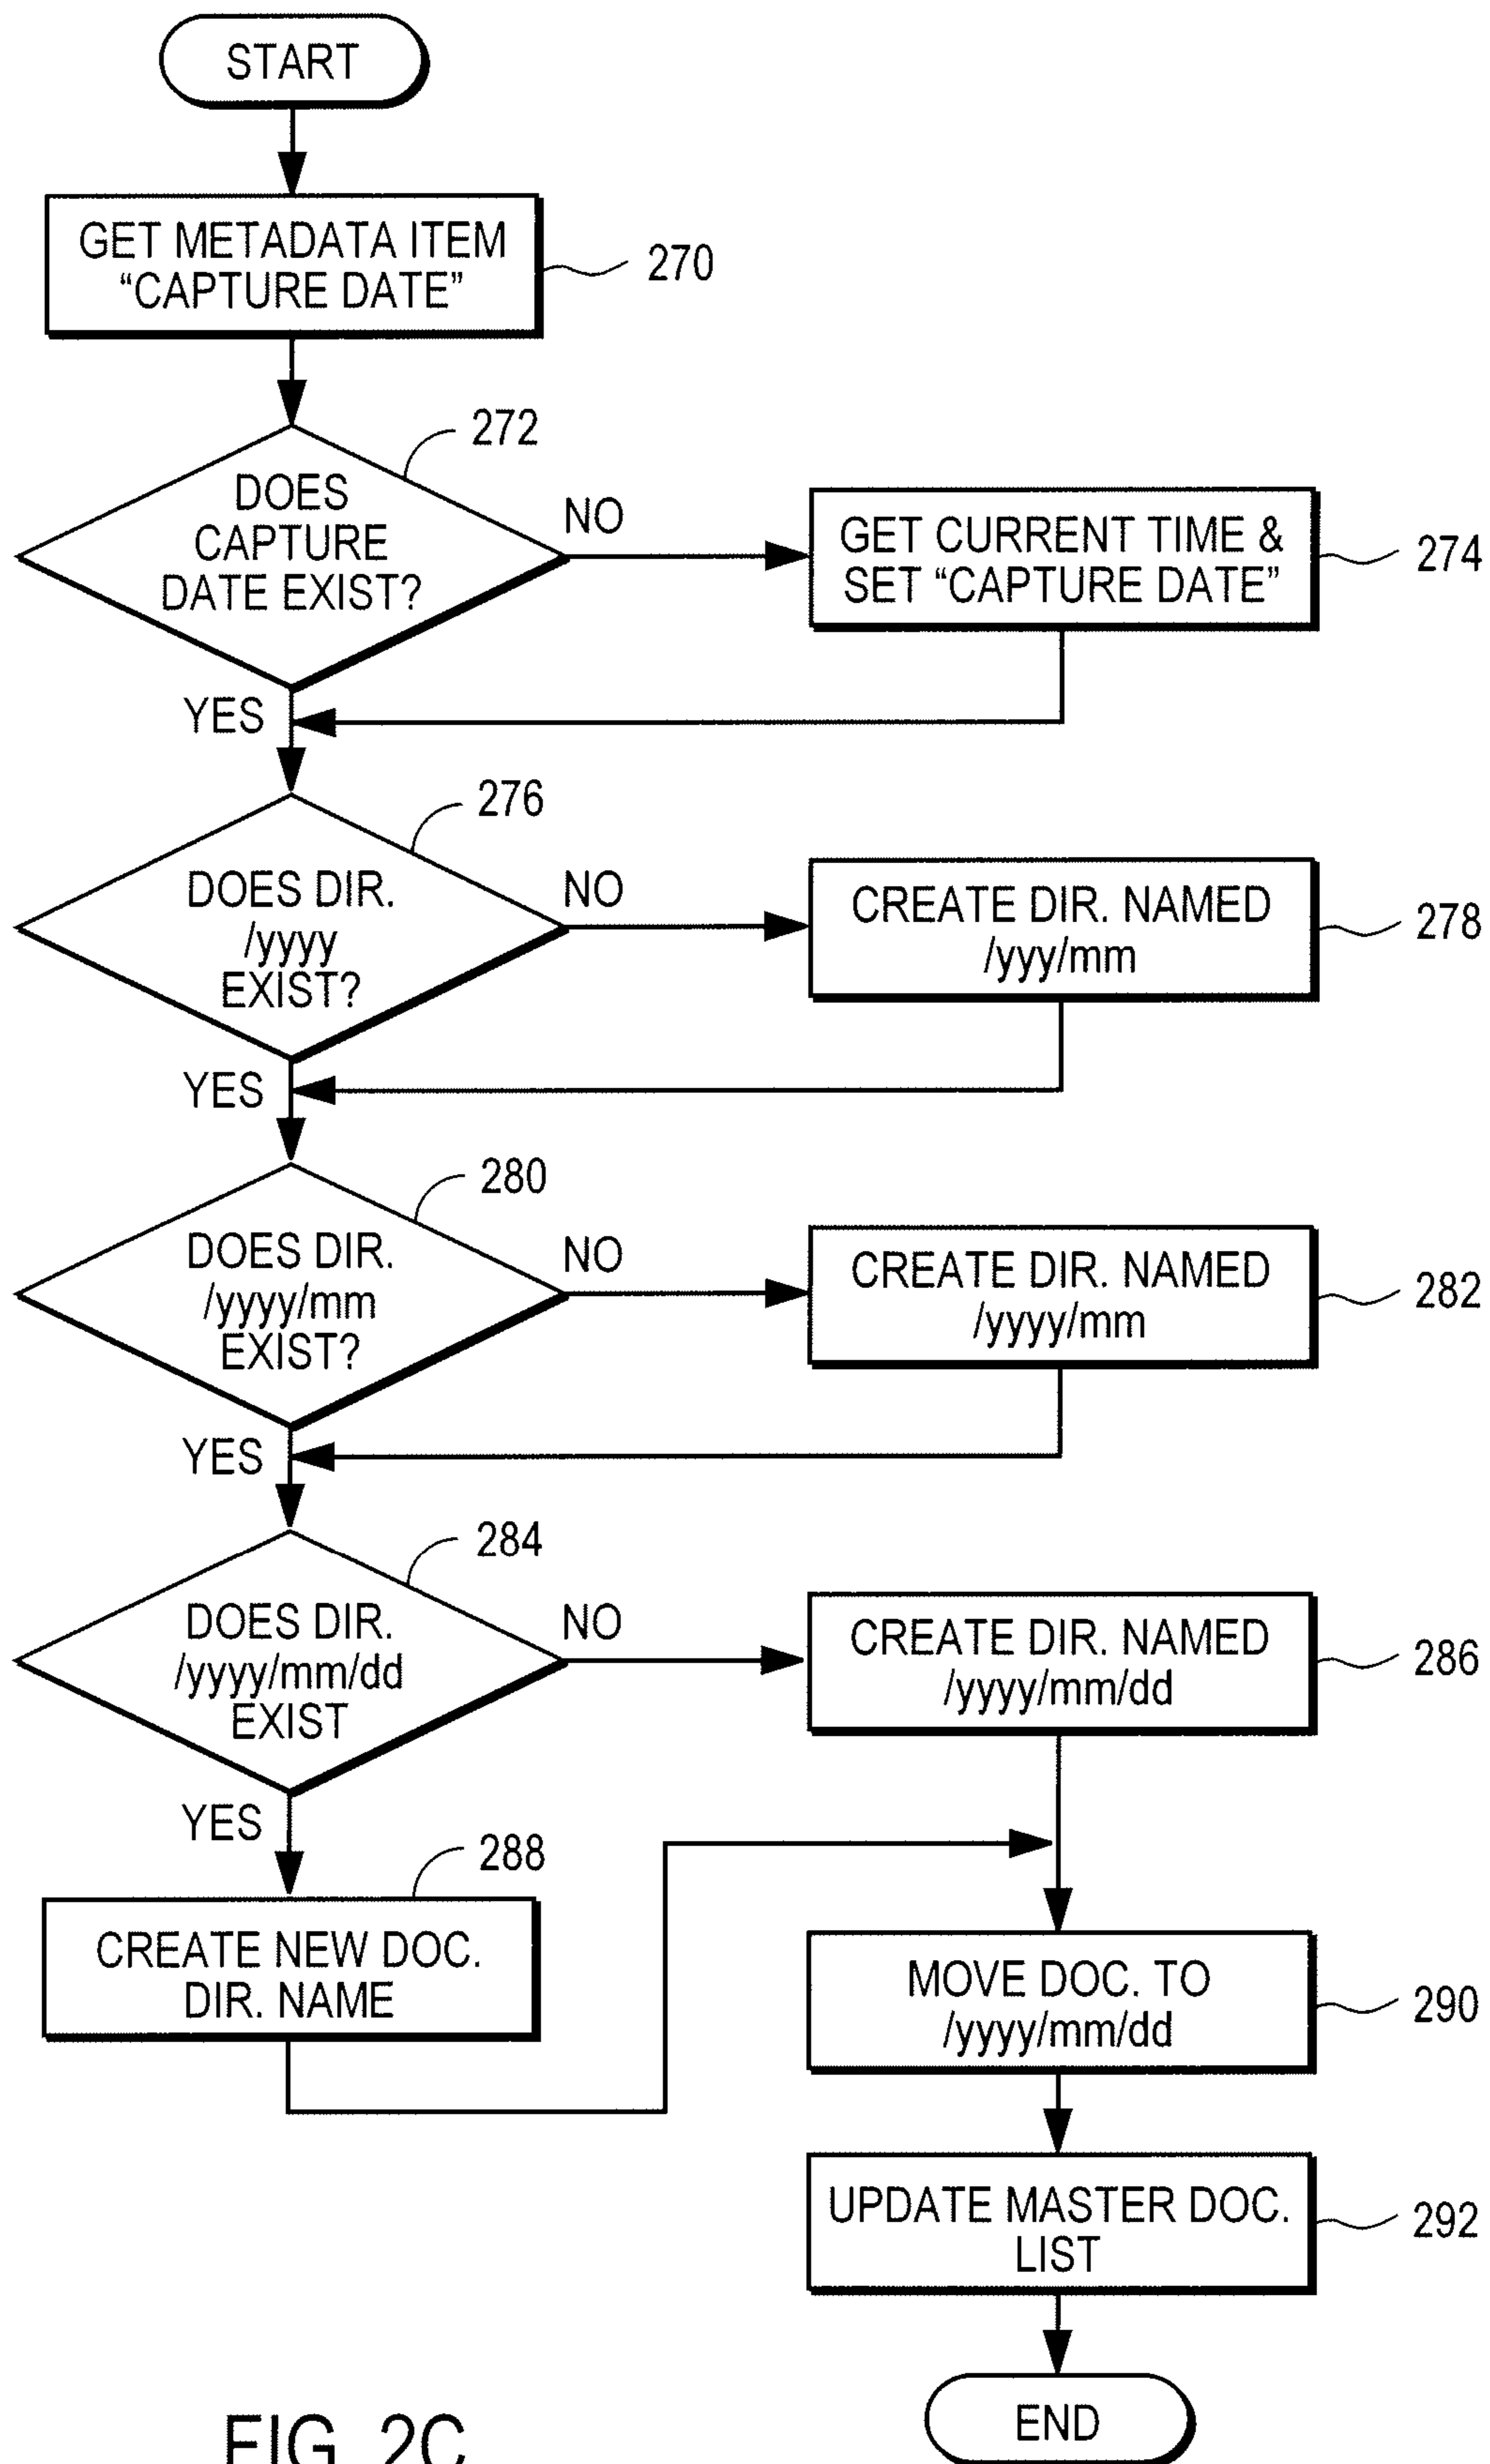 START
GET METADATA ITEM
“CAPTURE DATE”
270
272
DOES
CAPTURE
DATE EXIST?
NO
GET CURRENT TIME &
SET “CAPTURE DATE”
274
YES
276
DOES DIR.
/yyyy
EXIST?
NO
CREATE DIR. NAMED
/yyy/mm
278
YES
280
DOES DIR.
/yyyy/mm
EXIST?
NO
CREATE DIR. NAMED
/yyyy/mm
282
YES
284
DOES DIR.
/yyyy/mm/dd
EXIST
NO
CREATE DIR. NAMED
/yyyy/mm/dd
286
YES
288
CREATE NEW DOC.
DIR. NAME
MOVE DOC. TO
/yyyy/mm/dd
290
UPDATE MASTER DOC.
LIST
292
END
FIG. 2C